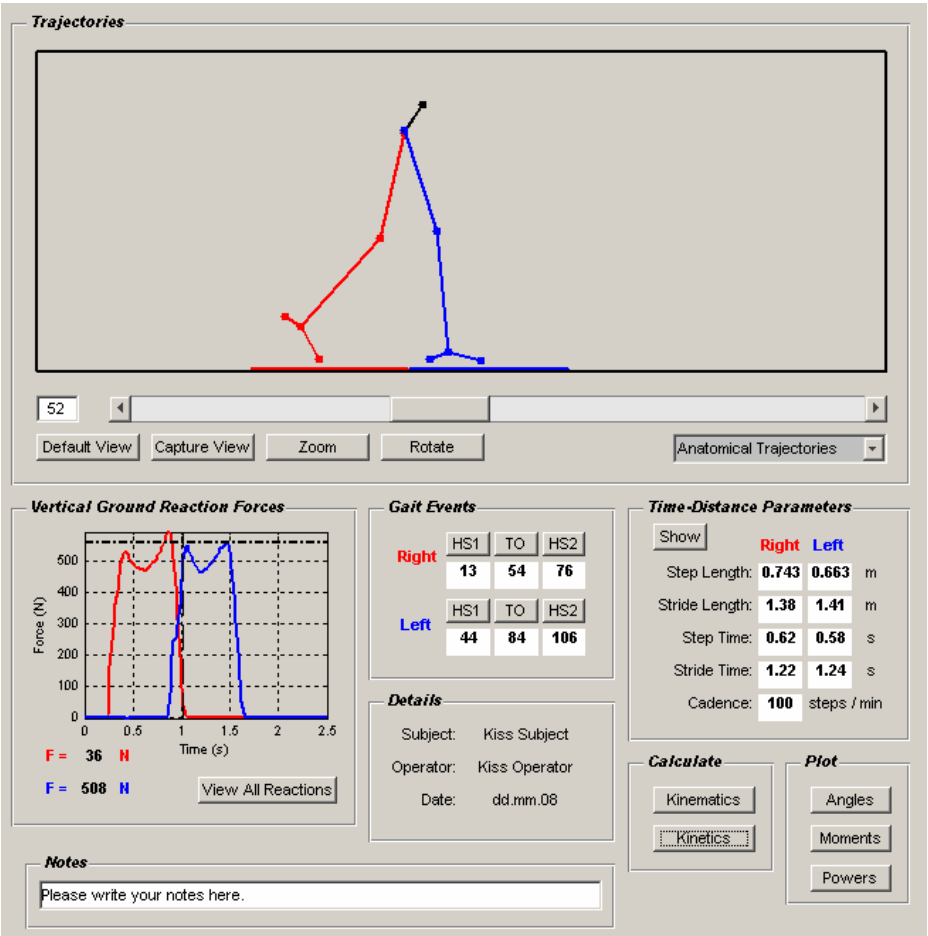 Trajectories
52
Default View Capture View Zoom Rotate Anatomical Trajectories
Vertical Ground Reaction Forces
Force (N)
500
400
300
200
100
0
0 0.5 1 1.5 2 2.5
Time (s)
F = 36 N
F = 508 N
View All Reactions
Gait Events
HS1 TO HS2
Right
13 54 76
HS1 TO HS2
Left
44 84 106
Details
Subject: Kiss Subject
Operator: Kiss Operator
Date: dd.mm.08
Time-Distance Parameters
Show Right Left
Step Length: 0.743 0.663 m
Stride Length: 1.38 1.41 m
Step Time: 0.62 0.58 s
Stride Time: 1.22 1.24 s
Cadence: 100 steps / min
Calculate
Kinematics
Kinetics
Plot
Angles
Moments
Powers
Notes
Please write your notes here.